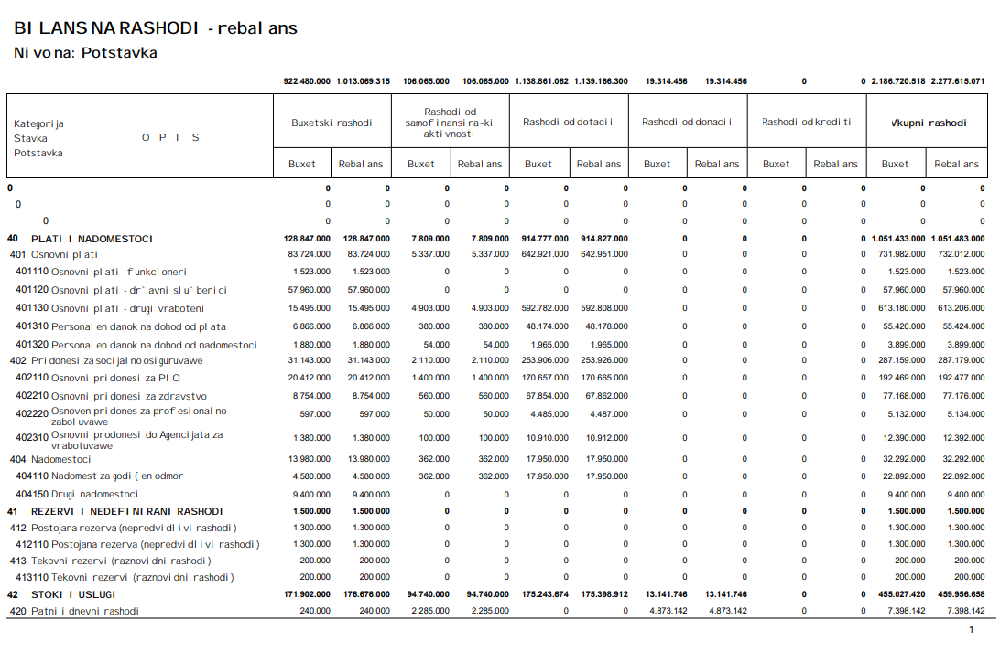 BILANS NA RASHODI - rebalans
Nivo na: Potstavka
922.480.000 1.013.069.315 106.065.000 106.065.000 1.138.861.062 1.139.166.300 19.314.456 19.314.456 0 0 2.186.720.518 2.277.615.071
Kategorija
Stavka
Potstavka
O P I S
Buxetski rashodi
Rashodi od
samofinansira~ki
aktivnosti
Rashodi od dotacii
Rashodi od donacii
Rashodi od krediti
Vkupni rashodi
Buxet Rebalans Buxet Rebalans Buxet Rebalans Buxet Rebalans Buxet Rebalans Buxet Rebalans
0 0 0 0 0 0 0 0 0 0 0 0 0
0 0 0 0 0 0 0 0 0 0 0 0 0
0 0 0 0 0 0 0 0 0 0 0 0 0
40 PLATI I NADOMESTOCI 128.847.000 128.847.000 7.809.000 7.809.000 914.777.000 914.827.000 0 0 0 0 1.051.433.000 1.051.483.000
401 Osnovni plati 83.724.000 83.724.000 5.337.000 5.337.000 642.921.000 642.951.000 0 0 0 0 731.982.000 732.012.000
401110 Osnovni plati -funkcioneri 1.523.000 1.523.000 0 0 0 0 0 0 0 0 1.523.000 1.523.000
401120 Osnovni plati - dr`avni slu`benici 57.960.000 57.960.000 0 0 0 0 0 0 0 0 57.960.000 57.960.000
401130 Osnovni plati - drugi vraboteni 15.495.000 15.495.000 4.903.000 4.903.000 592.782.000 592.808.000 0 0 0 0 613.180.000 613.206.000
401310 Personalen danok na dohod od plata 6.866.000 6.866.000 380.000 380.000 48.174.000 48.178.000 0 0 0 0 55.420.000 55.424.000
401320 Personalen danok na dohod od nadomestoci 1.880.000 1.880.000 54.000 54.000 1.965.000 1.965.000 0 0 0 0 3.899.000 3.899.000
402 Pridonesi za socijalno osiguruvawe 31.143.000 31.143.000 2.110.000 2.110.000 253.906.000 253.926.000 0 0 0 0 287.159.000 287.179.000
402110 Osnovni pridonesi za PIO 20.412.000 20.412.000 1.400.000 1.400.000 170.657.000 170.665.000 0 0 0 0 192.469.000 192.477.000
402210 Osnovni pridonesi za zdravstvo 8.754.000 8.754.000 560.000 560.000 67.854.000 67.862.000 0 0 0 0 77.168.000 77.176.000
402220 Osnoven pridones za profesionalno
zaboluvawe 597.000 597.000 50.000 50.000 4.485.000 4.487.000 0 0 0 0 5.132.000 5.134.000
402310 Osnovni prodonesi do Agencijata za
vrabotuvawe 1.380.000 1.380.000 100.000 100.000 10.910.000 10.912.000 0 0 0 0 12.390.000 12.392.000
404 Nadomestoci 13.980.000 13.980.000 362.000 362.000 17.950.000 17.950.000 0 0 0 0 32.292.000 32.292.000
404110 Nadomest za godi{en odmor 4.580.000 4.580.000 362.000 362.000 17.950.000 17.950.000 0 0 0 0 22.892.000 22.892.000
404150 Drugi nadomestoci 9.400.000 9.400.000 0 0 0 0 0 0 0 0 9.400.000 9.400.000
41 REZERVI I NEDEFINIRANI RASHODI 1.500.000 1.500.000 0 0 0 0 0 0 0 0 1.500.000 1.500.000
412 Postojana rezerva (nepredvidlivi rashodi) 1.300.000 1.300.000 0 0 0 0 0 0 0 0 1.300.000 1.300.000
412110 Postojana rezerva (nepredvidlivi rashodi) 1.300.000 1.300.000 0 0 0 0 0 0 0 0 1.300.000 1.300.000
413 Tekovni rezervi (raznovidni rashodi) 200.000 200.000 0 0 0 0 0 0 0 0 200.000 200.000
413110 Tekovni rezervi (raznovidni rashodi) 200.000 200.000 0 0 0 0 0 0 0 0 200.000 200.000
42 STOKI I USLUGI 171.902.000 176.676.000 94.740.000 94.740.000 175.243.674 175.398.912 13.141.746 13.141.746 0 0 455.027.420 459.956.658
420 Patni i dnevni rashodi 240.000 240.000 2.285.000 2.285.000 0 0 4.873.142 4.873.142 0 0 7.398.142 7.398.142
1